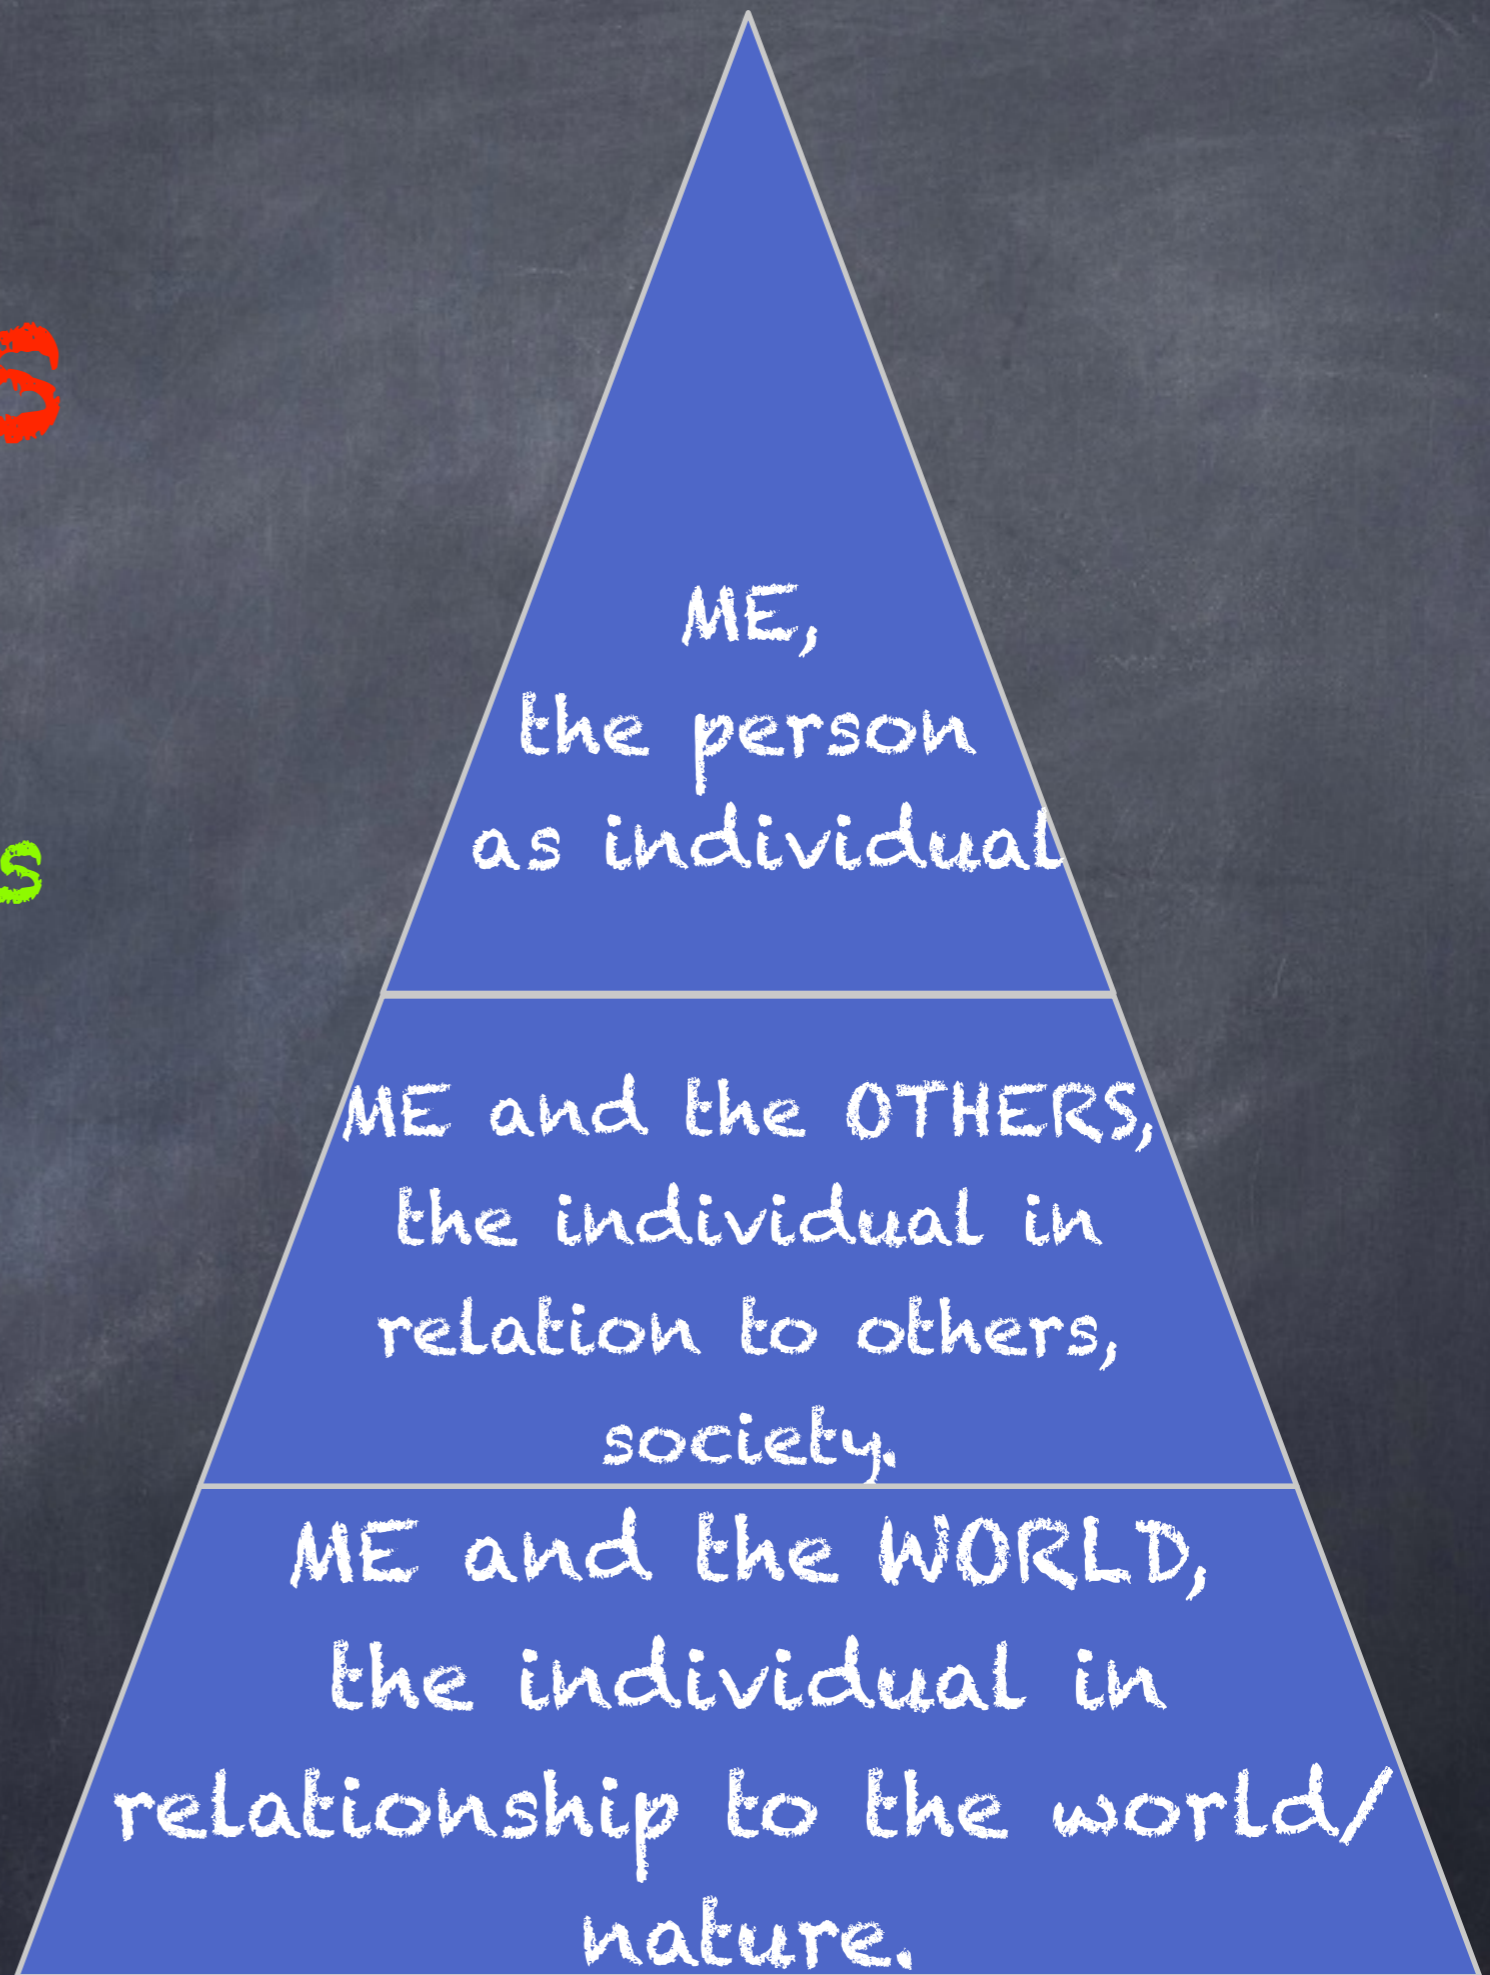 s
ME,
the person
as individual
s
ME and the OTHERS,
the individual in
relation to others,
society.
ME and the WORLD,
the individual in
relationship to the world/
nature.